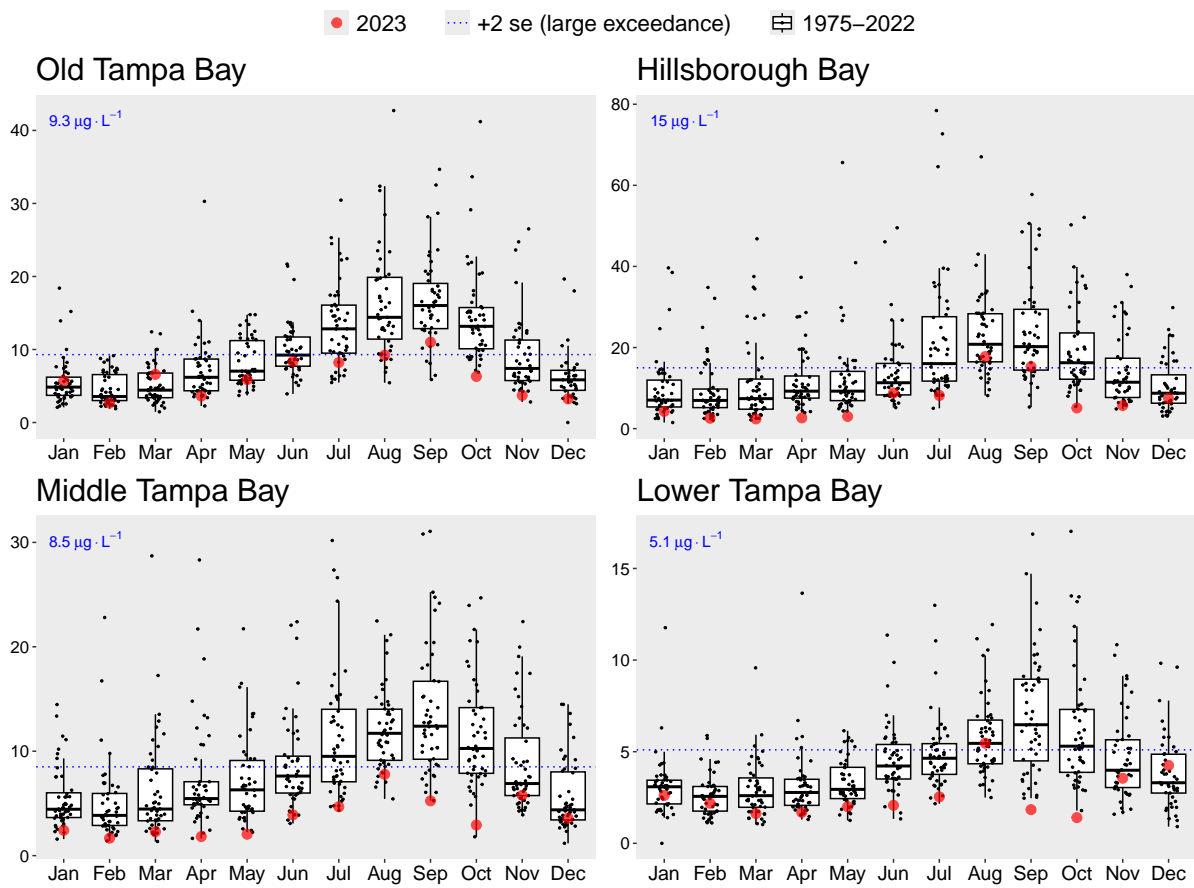 2023 +2 se (large exceedance) 1975−2022
Old Tampa Bay
9.3 μg⋅L⁻¹
40
30
20
10
0
Jan Feb Mar Apr May Jun Jul Aug Sep Oct Nov Dec
Hillsborough Bay
15 μg⋅L⁻¹
80
60
40
20
0
Jan Feb Mar Apr May Jun Jul Aug Sep Oct Nov Dec
Middle Tampa Bay
8.5 μg⋅L⁻¹
30
20
10
0
Jan Feb Mar Apr May Jun Jul Aug Sep Oct Nov Dec
Lower Tampa Bay
5.1 μg⋅L⁻¹
15
10
5
0
Jan Feb Mar Apr May Jun Jul Aug Sep Oct Nov Dec